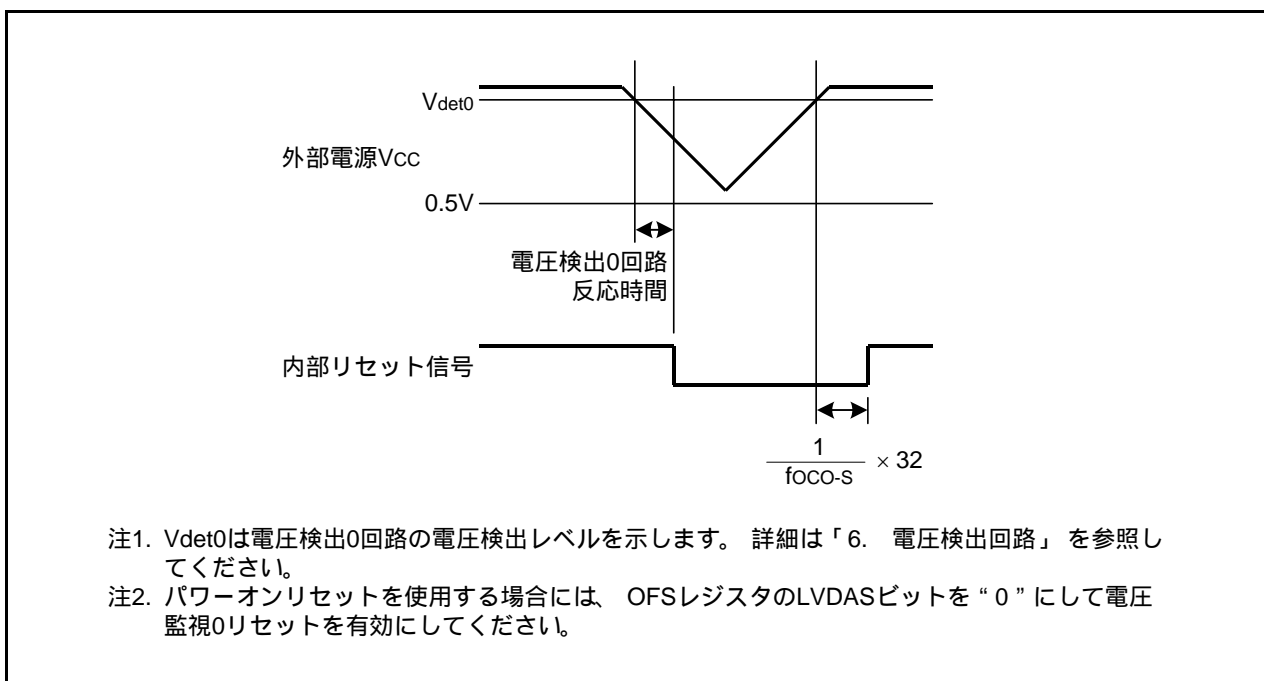 Vdet0
外部電源VCC
0.5V
電圧検出0回路
反応時間
内部リセット信号
1
fOCO-S
× 32
注1. Vdet0は電圧検出0回路の電圧検出レベルを示します。 詳細は「6. 電圧検出回路」 を参照し
てください。
注2. パワーオンリセットを使用する場合には、 OFSレジスタのLVDASビットを “ 0 ” にして電圧
監視0リセットを有効にしてください。